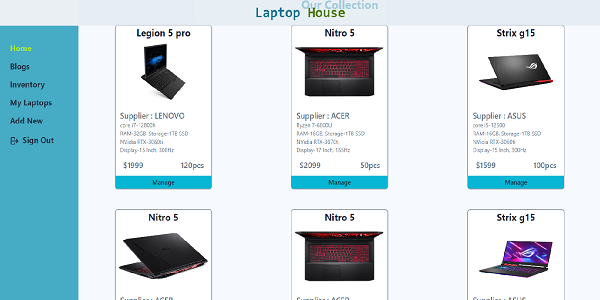 Our Collection
Laptop House
Home
Blogs
Inventory
My Laptops
Add New
Sign Out
Legion 5 pro
Supplier : LENOVO
core i7-12800h
RAM-32GB, Storage-1TB SSD
NVidia RTX-3060ti
Display-15 Inch, 300Hz
$1999 120pcs
Manage
Nitro 5
Supplier : ACER
Ryzen 7-6800U
RAM-16GB, Storage-1TB SSD
NVidia RTX-3070ti
Display-17 Inch, 165Hz
$2099 50pcs
Manage
Strix g15
Supplier : ASUS
core i5-12500
RAM-16GB, Storage-1TB SSD
NVidia RTX-3060ti
Display-15 Inch, 300Hz
$1599 100pcs
Manage
Nitro 5
Supplier : ACER
Nitro 5
Supplier : ACER
Strix g15
Supplier : ASUS